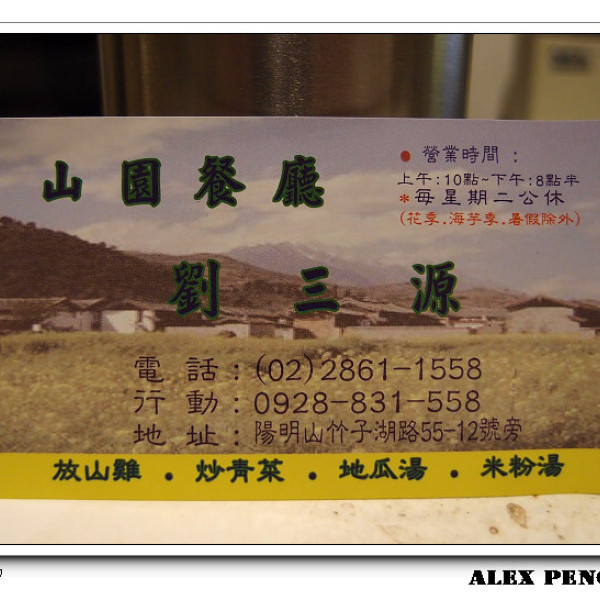 山園餐廳
● 營業時間：
上午:10點~下午:8點半
*每星期二公休
(花季.海芋季.暑假除外)
劉三源
電話：(02)2861-1558
行動：0928-831-558
地址：陽明山竹子湖路55-12號旁
放山雞．炒青菜．地瓜湯．米粉湯
ALEX